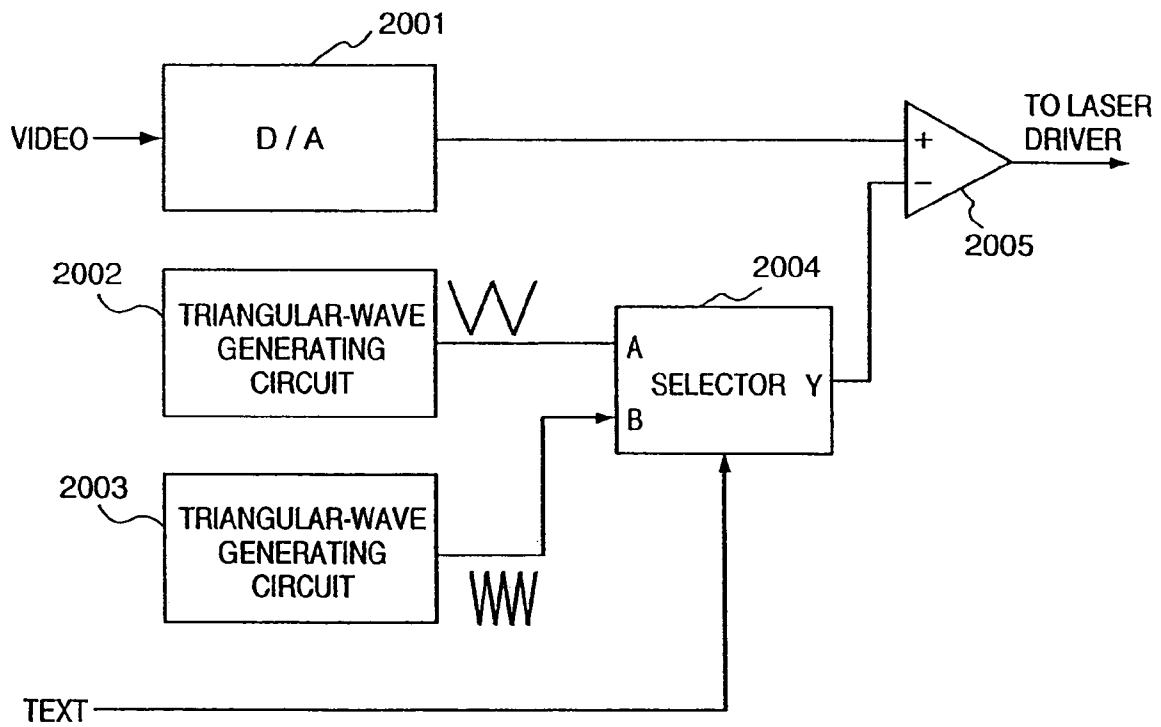 2001
VIDEO
D / A
+
−
TO LASER
DRIVER
2005
2002
TRIANGULAR-WAVE
GENERATING
CIRCUIT
2004
A
SELECTOR Y
B
2003
TRIANGULAR-WAVE
GENERATING
CIRCUIT
TEXT